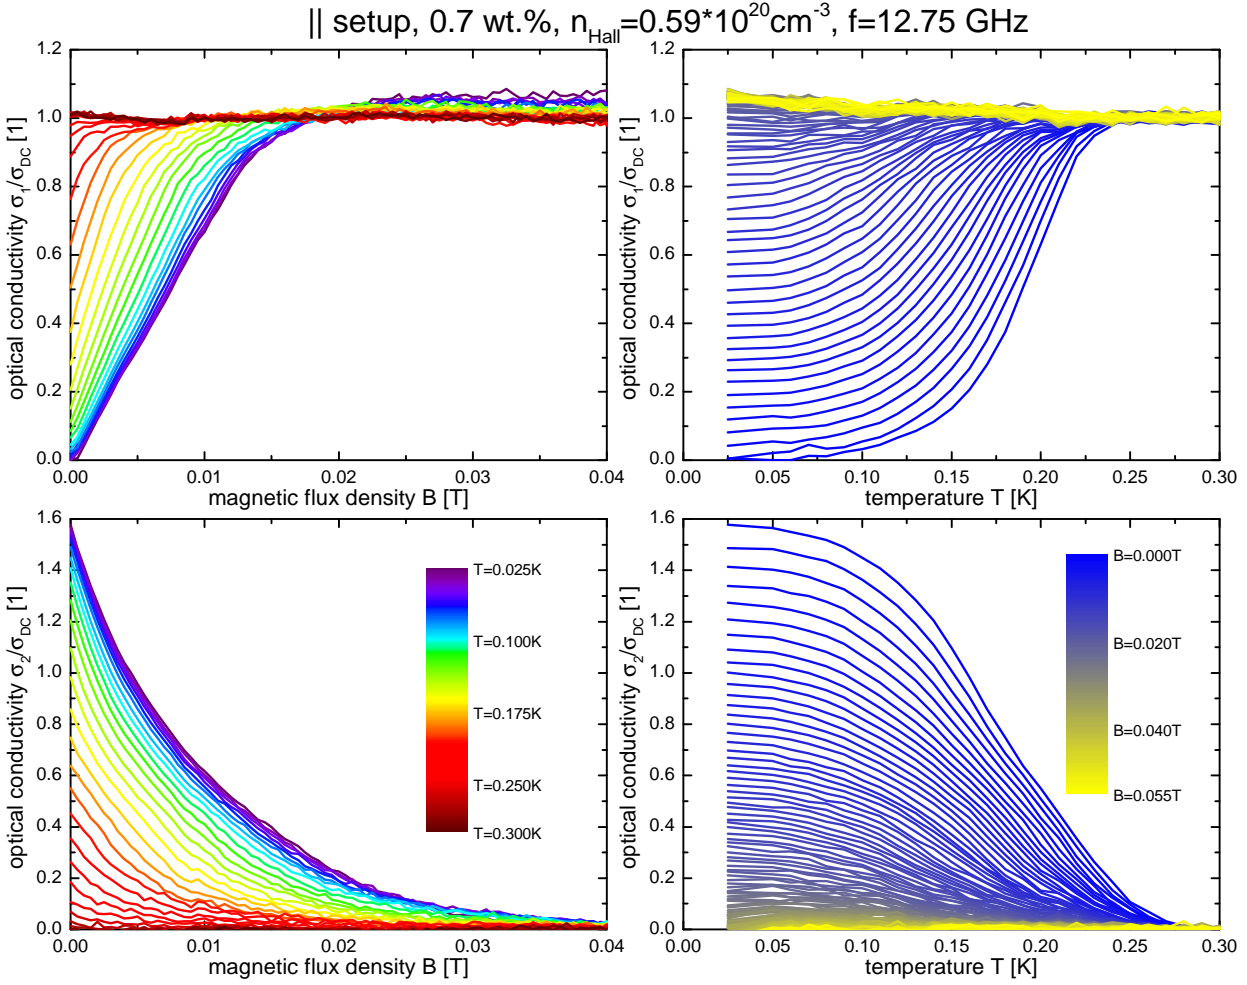 || setup, 0.7 wt.%, n_Hall=0.59*10^20cm^-3, f=12.75 GHz
1.2
1.0
0.8
0.6
0.4
0.2
0.0
optical conductivity σ₁/σ_DC [1]
0.00 0.01 0.02 0.03 0.04
magnetic flux density B [T]
1.2
1.0
0.8
0.6
0.4
0.2
0.0
optical conductivity σ₁/σ_DC [1]
0.00 0.05 0.10 0.15 0.20 0.25 0.30
temperature T [K]
1.6
1.4
1.2
1.0
0.8
0.6
0.4
0.2
0.0
optical conductivity σ₂/σ_DC [1]
T=0.025K
T=0.100K
T=0.175K
T=0.250K
T=0.300K
0.00 0.01 0.02 0.03 0.04
magnetic flux density B [T]
1.6
1.4
1.2
1.0
0.8
0.6
0.4
0.2
0.0
optical conductivity σ₂/σ_DC [1]
B=0.000T
B=0.020T
B=0.040T
B=0.055T
0.00 0.05 0.10 0.15 0.20 0.25 0.30
temperature T [K]